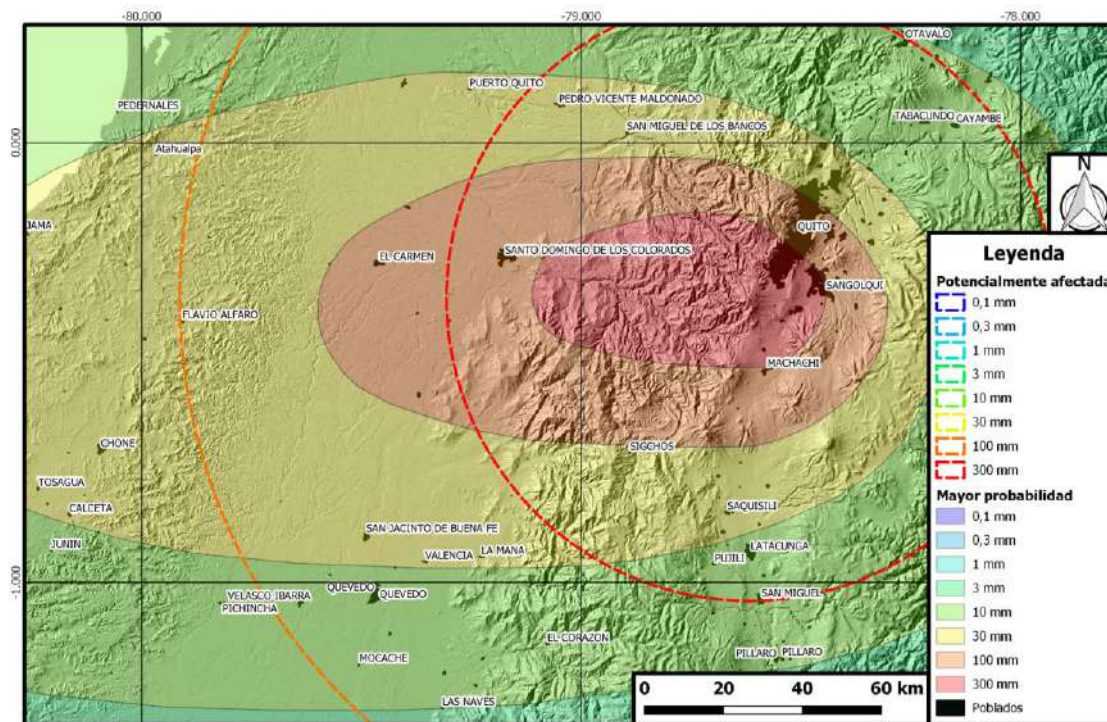 -80.000
-79.000
-78.000
OTAVALO
PUERTO QUITO
PEDRO VICENTE MALDONADO
PEDERNALES
TABACUNDO
CAYAMBE
SAN MIGUEL DE LOS BANCOS
0.000
Atahualpa
N
JAMA
QUITO
SANTO DOMINGO DE LOS COLORADOS
EL CARMEN
SANGOLQUI
FLAVIO ALFARO
MACHACHI
CHONE
SIGCHOS
TOSAGUA
CALCETA
SAQUISILI
SAN JACINTO DE BUENA FE
JUNIN
VALENCIA
LA MANA
LATACUNGA
PUJILI
-1.000
VELASCO IBARRA
QUEVEDO
QUEVEDO
SAN MIGUEL
PICHINCHA
EL CORAZON
MOCACHE
PILLARO
PILLARO
LAS NAVES
0 20 40 60 km
Leyenda
Potencialmente afectada
0,1 mm
0,3 mm
1 mm
3 mm
10 mm
30 mm
100 mm
300 mm
Mayor probabilidad
0,1 mm
0,3 mm
1 mm
3 mm
10 mm
30 mm
100 mm
300 mm
Poblados